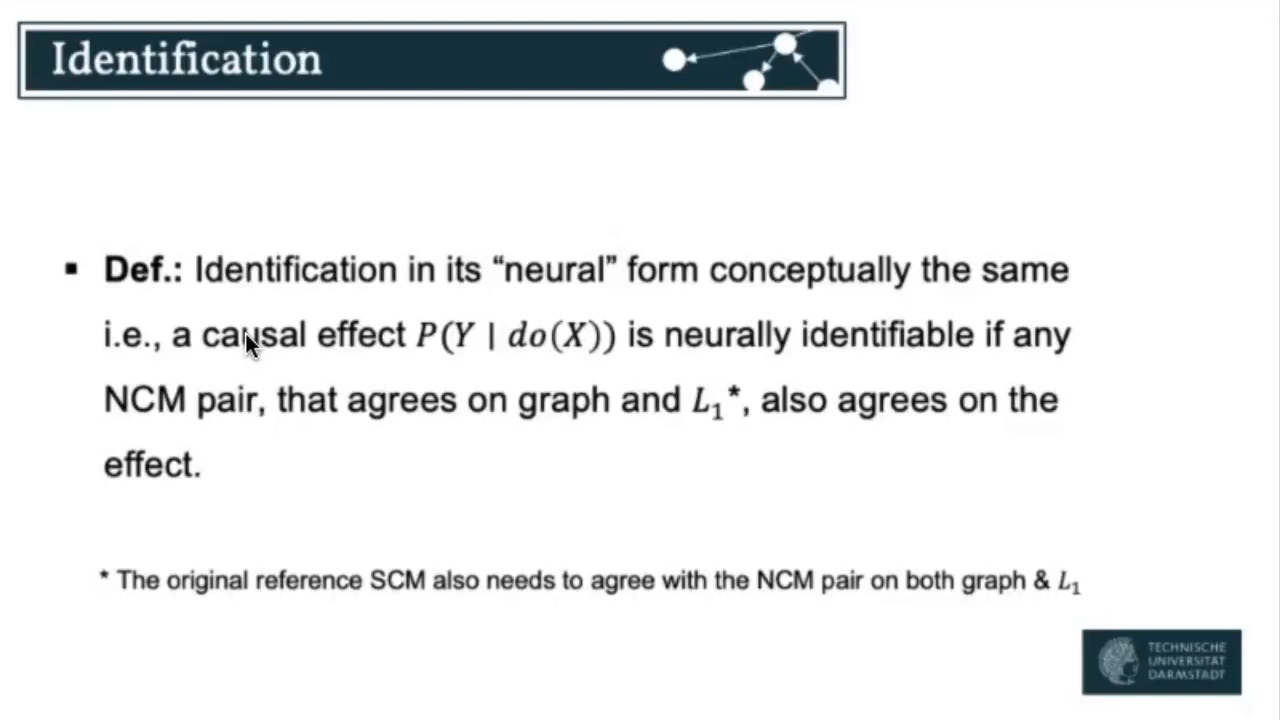 Identification
▪ Def.: Identification in its “neural” form conceptually the same
i.e., a causal effect P(Y | do(X)) is neurally identifiable if any
NCM pair, that agrees on graph and L₁*, also agrees on the
effect.
* The original reference SCM also needs to agree with the NCM pair on both graph & L₁
TECHNISCHE
UNIVERSITÄT
DARMSTADT